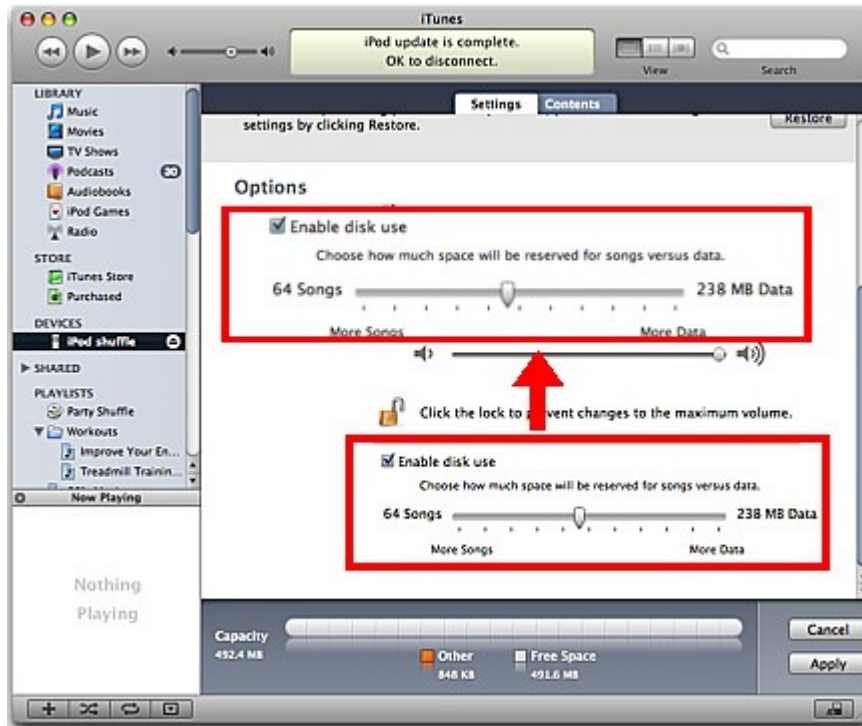 iTunes
iPod update is complete.
OK to disconnect.
View
Search
LIBRARY
Music
Movies
TV Shows
Podcasts
30
Audiobooks
iPod Games
Radio
STORE
iTunes Store
Purchased
DEVICES
iPod shuffle
SHARED
PLAYLISTS
Party Shuffle
Workouts
Improve Your En...
Treadmill Trainin...
Now Playing
Nothing
Playing
Settings
Contents
settings by clicking Restore.
Restore
Options
Enable disk use
Choose how much space will be reserved for songs versus data.
64 Songs
238 MB Data
More Songs
More Data
Click the lock to prevent changes to the maximum volume.
Enable disk use
Choose how much space will be reserved for songs versus data.
64 Songs
238 MB Data
More Songs
More Data
Capacity
492.4 MB
Other
848 KB
Free Space
491.6 MB
Cancel
Apply